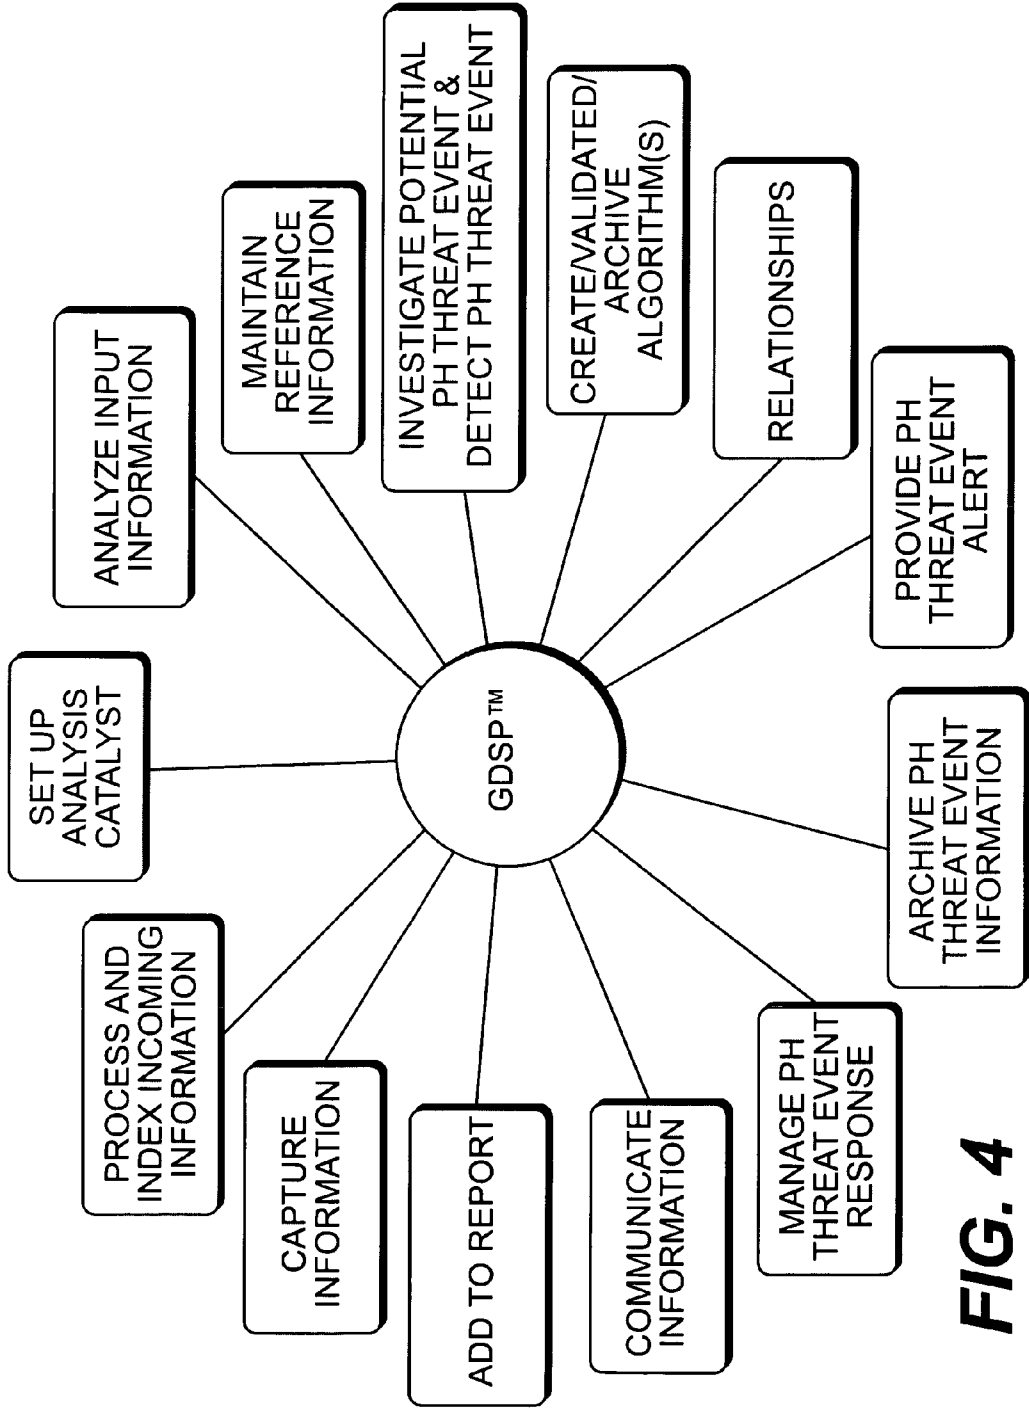 SET UP
ANALYSIS
CATALYST
ANALYZE INPUT
INFORMATION
MAINTAIN
REFERENCE
INFORMATION
INVESTIGATE POTENTIAL
PH THREAT EVENT &
DETECT PH THREAT EVENT
CREATE/VALIDATED/
ARCHIVE
ALGORITHM(S)
RELATIONSHIPS
PROVIDE PH
THREAT EVENT
ALERT
ARCHIVE PH
THREAT EVENT
INFORMATION
MANAGE PH
THREAT EVENT
RESPONSE
COMMUNICATE
INFORMATION
ADD TO REPORT
CAPTURE
INFORMATION
PROCESS AND
INDEX INCOMING
INFORMATION
GDSP™
FIG. 4